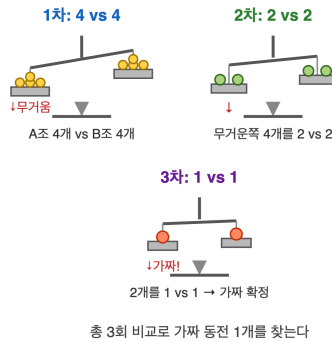 1차: 4 vs 4
2차: 2 vs 2
↓무거움
↓
A조 4개 vs B조 4개
무거운쪽 4개를 2 vs 2
3차: 1 vs 1
↓가짜!
2개를 1 vs 1 → 가짜 확정
총 3회 비교로 가짜 동전 1개를 찾는다